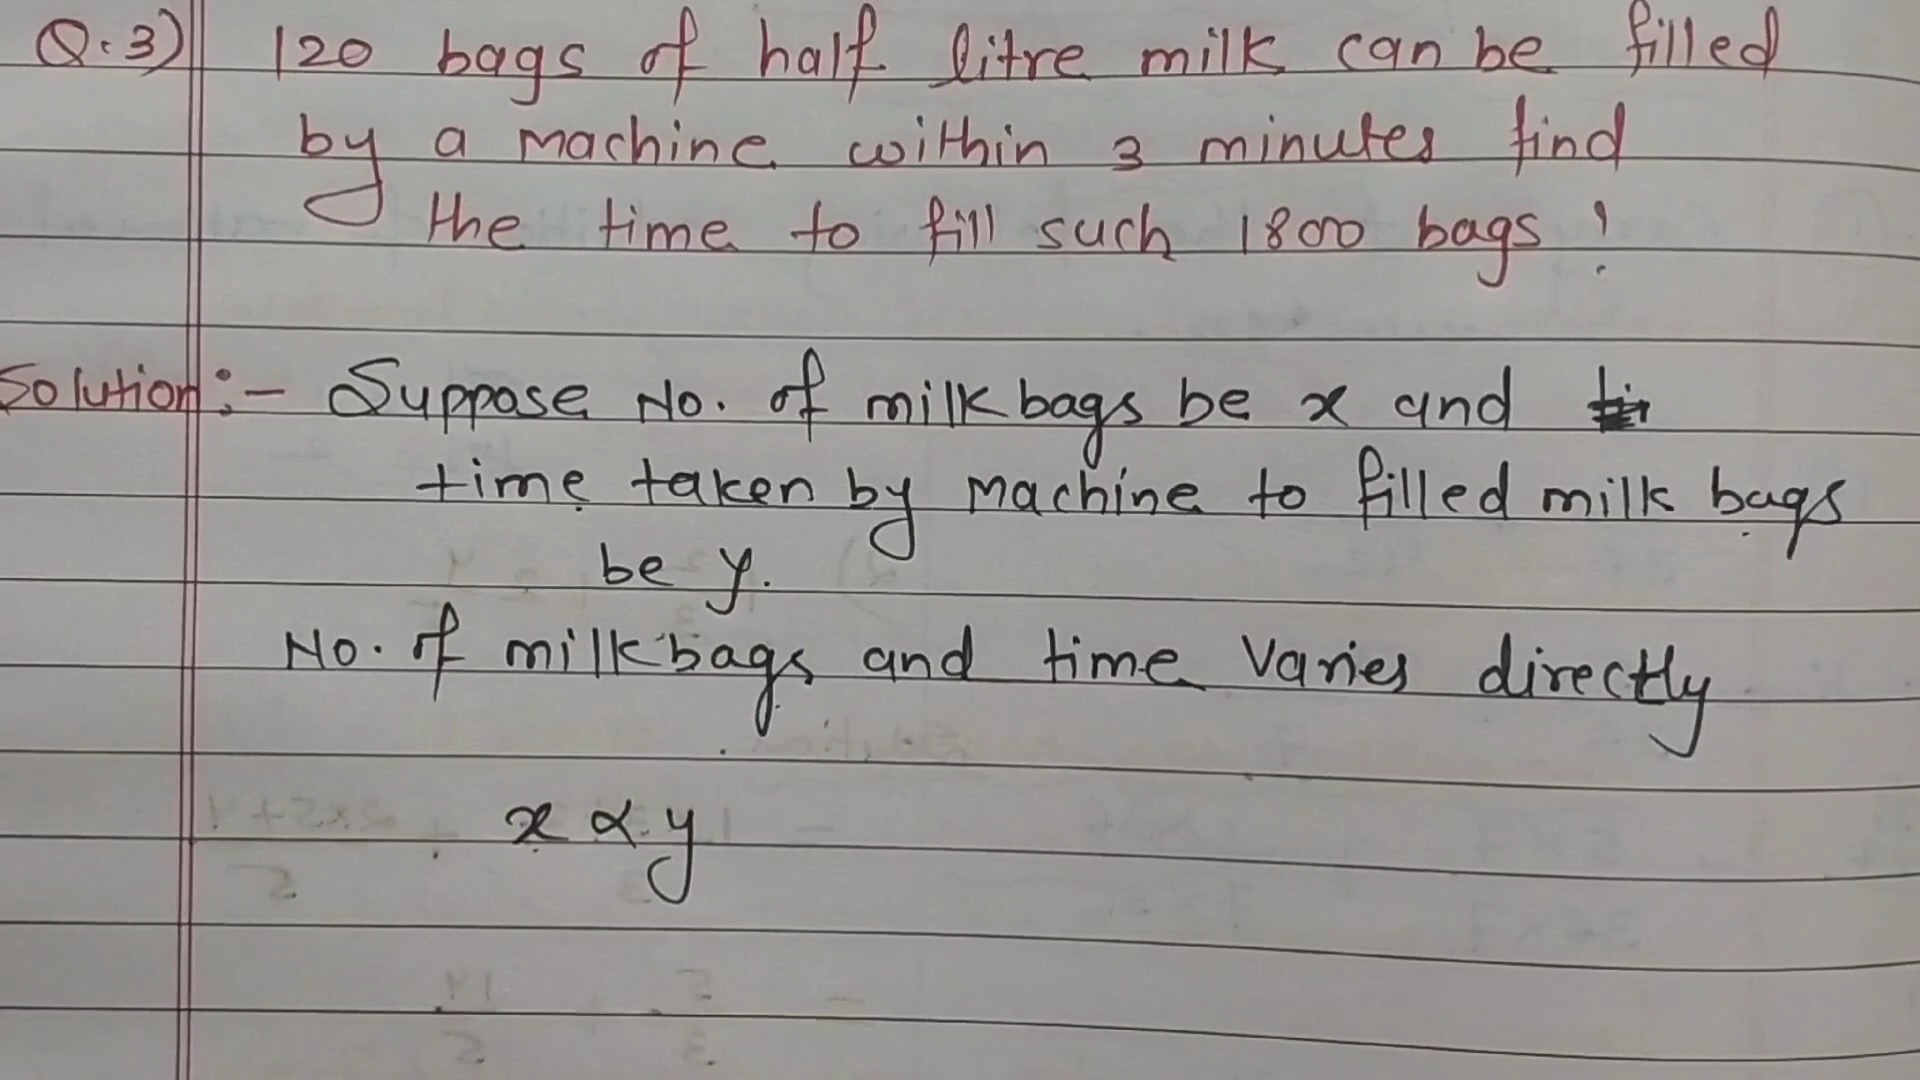 Q.3) 120 bags of half litre milk can be filled
by a machine within 3 minutes find
the time to fill such 1800 bags ?
Solution :- Suppose No. of milk bags be x and
time taken by machine to filled milk bags
be y.
No. of milk bags and time varies directly
x ∝ y